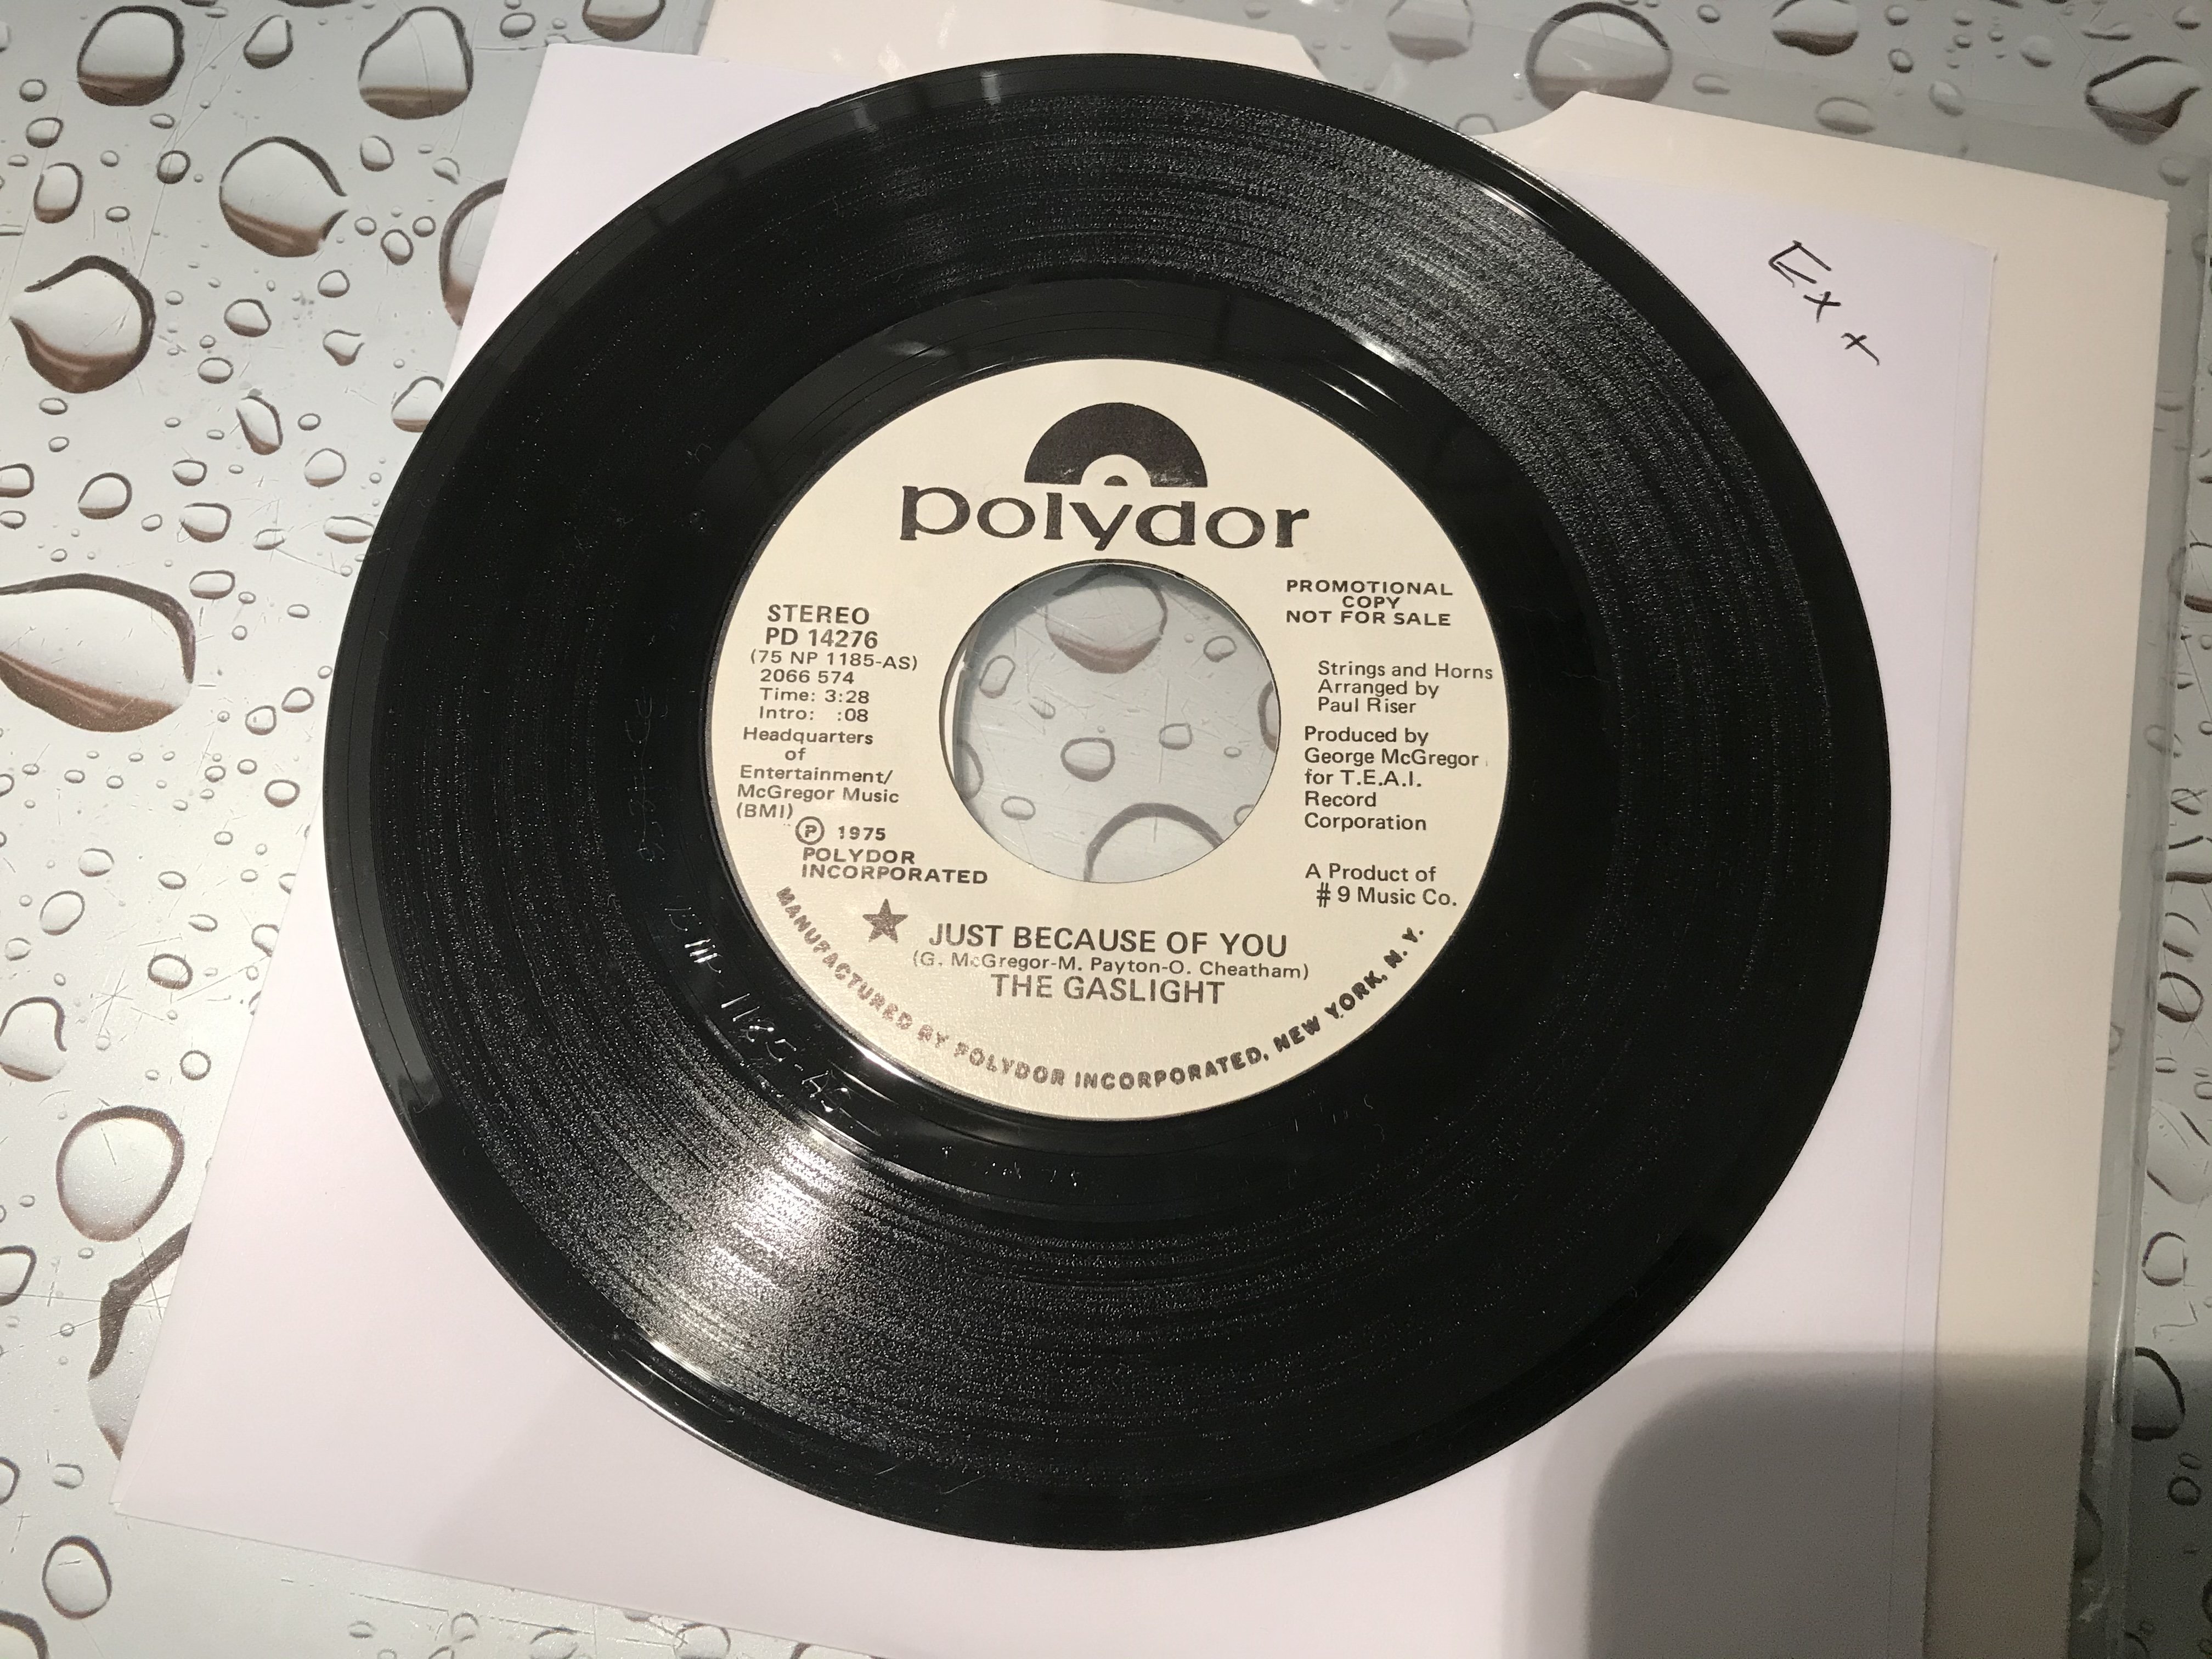 Ex +
polydor
PROMOTIONAL
COPY
NOT FOR SALE
STEREO
PD 14276
(75 NP 1185-AS)
2066 574
Time: 3:28
Intro: :08
Headquarters
of
Entertainment/
McGregor Music
(BMI)
Ⓟ 1975
POLYDOR
INCORPORATED
Strings and Horns
Arranged by
Paul Riser
Produced by
George McGregor
for T.E.A.I.
Record
Corporation
A Product of
# 9 Music Co.
★ JUST BECAUSE OF YOU
(G. McGregor-M. Payton-O. Cheatham)
THE GASLIGHT
MANUFACTURED BY POLYDOR INCORPORATED, NEW YORK, N.Y.
1185-AS